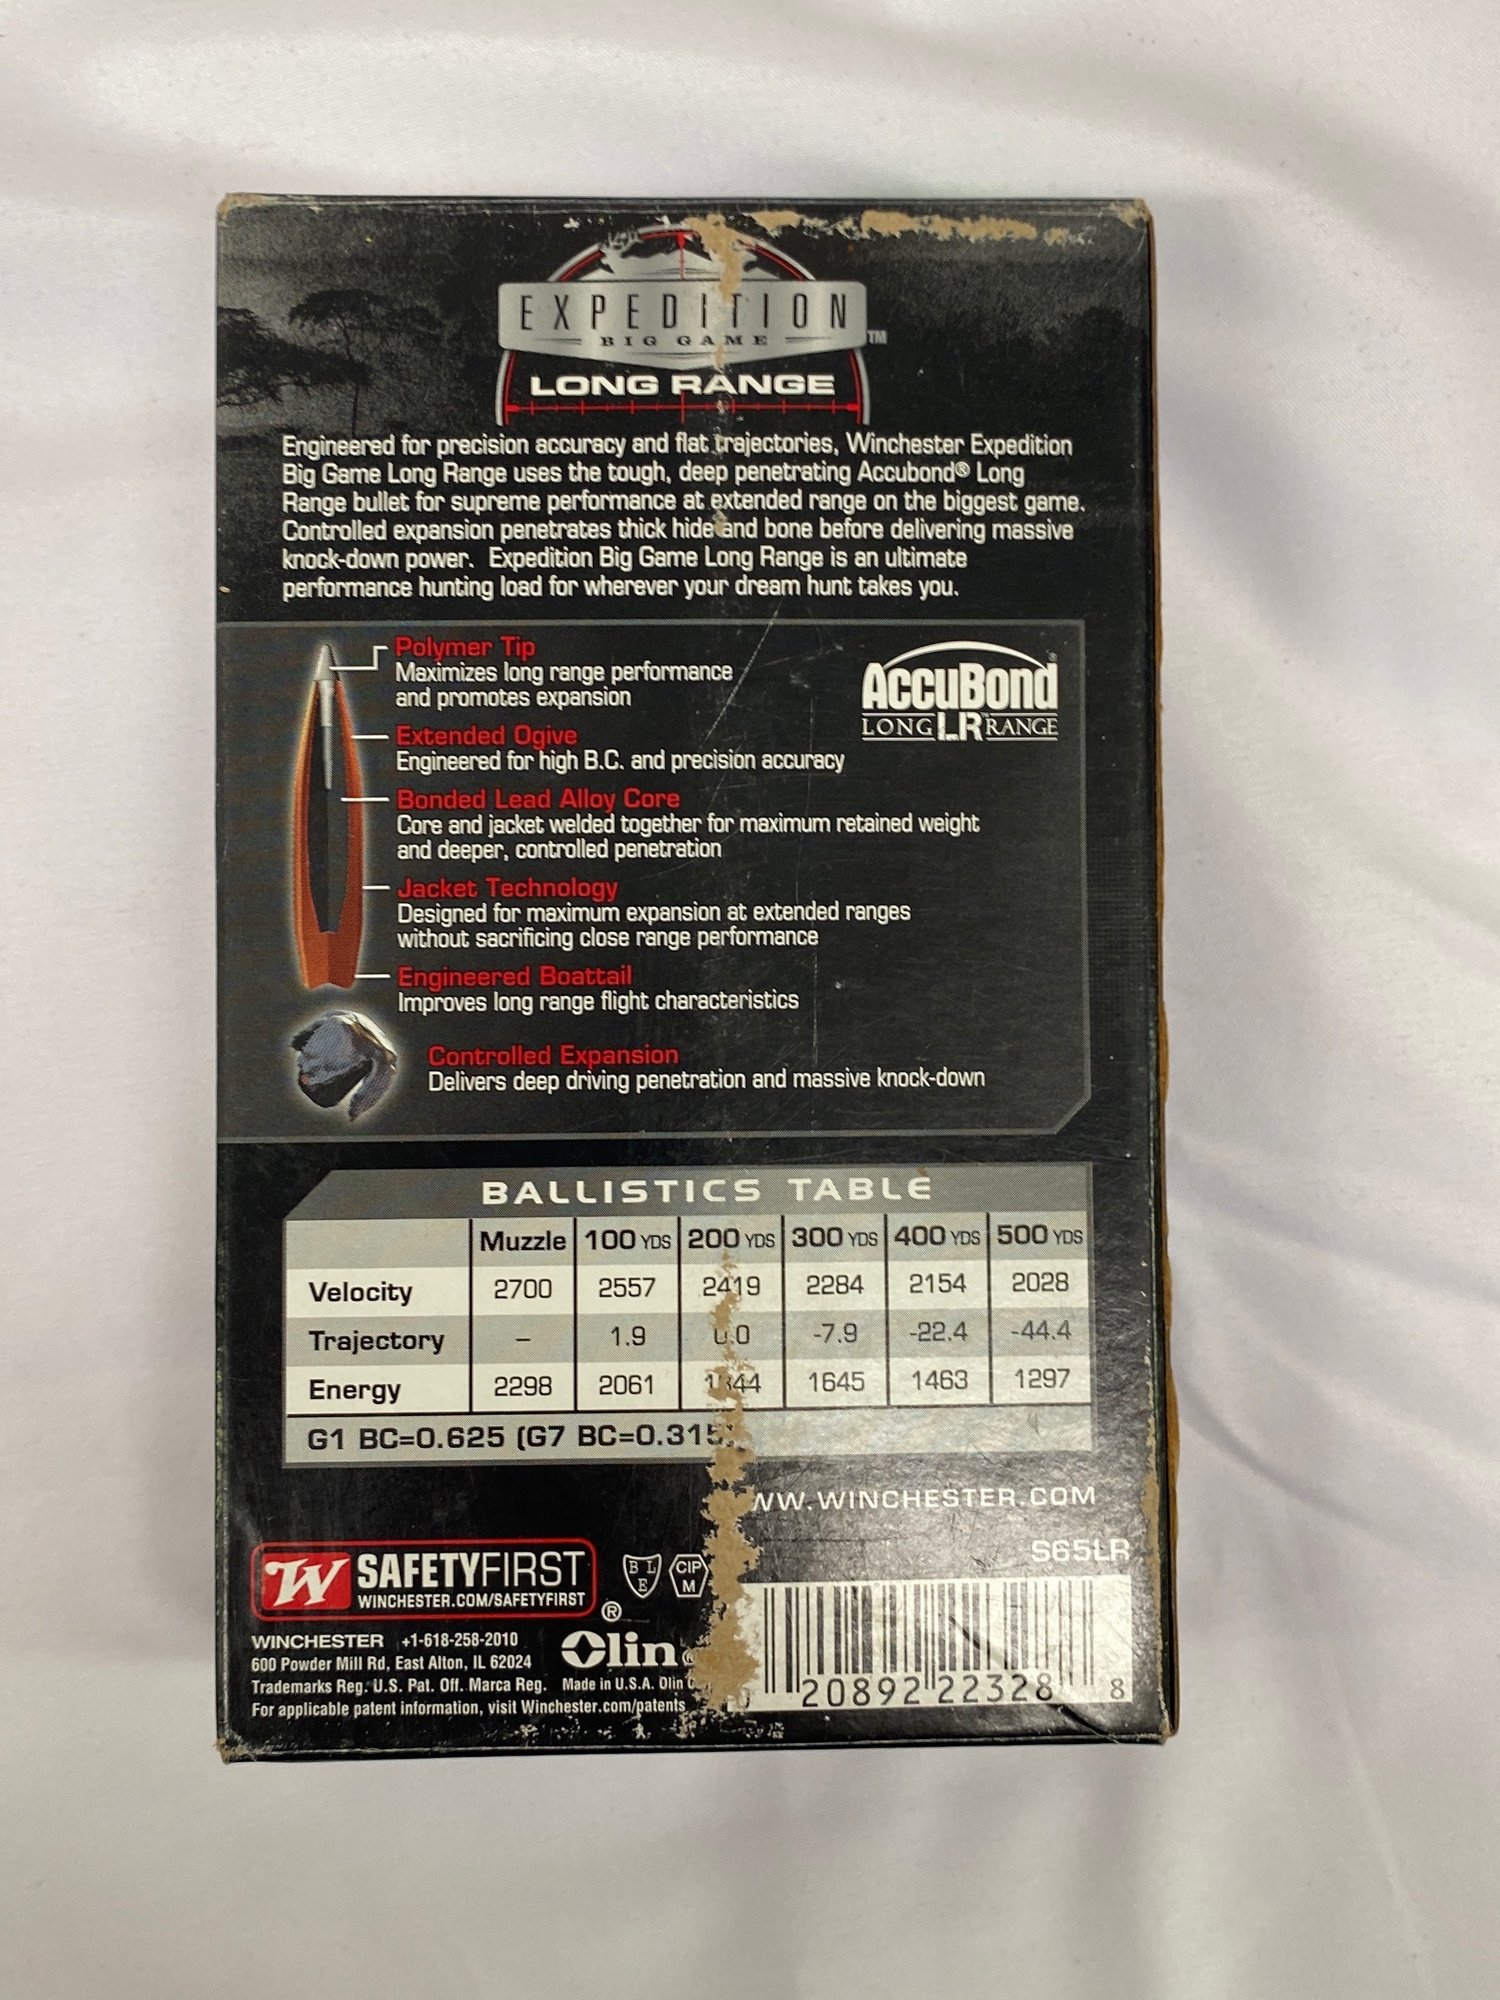 EXPEDITION
BIG GAME
TM
LONG RANGE
Engineered for precision accuracy and flat trajectories, Winchester Expedition
Big Game Long Range uses the tough, deep penetrating Accubond® Long
Range bullet for supreme performance at extended range on the biggest game.
Controlled expansion penetrates thick hide and bone before delivering massive
knock-down power. Expedition Big Game Long Range is an ultimate
performance hunting load for wherever your dream hunt takes you.
Polymer Tip
Maximizes long range performance
and promotes expansion
AccuBond®
LONG LR™ RANGE
Extended Ogive
Engineered for high B.C. and precision accuracy
Bonded Lead Alloy Core
Core and jacket welded together for maximum retained weight
and deeper, controlled penetration
Jacket Technology
Designed for maximum expansion at extended ranges
without sacrificing close range performance
Engineered Boattail
Improves long range flight characteristics
Controlled Expansion
Delivers deep driving penetration and massive knock-down
BALLISTICS TABLE
Muzzle 100 YDS 200 YDS 300 YDS 400 YDS 500 YDS
Velocity 2700 2557 2419 2284 2154 2028
Trajectory – 1.9 0.0 -7.9 -22.4 -44.4
Energy 2298 2061 1844 1645 1463 1297
G1 BC=0.625 (G7 BC=0.315)
WW.WINCHESTER.COM
S65LR
W SAFETYFIRST
WINCHESTER.COM/SAFETYFIRST
®
B L E
CIP M
WINCHESTER +1-618-258-2010
600 Powder Mill Rd, East Alton, IL 62024
Olin®
Trademarks Reg. U.S. Pat. Off. Marca Reg. Made in U.S.A. Olin
For applicable patent information, visit Winchester.com/patents
0 20892 22328 8